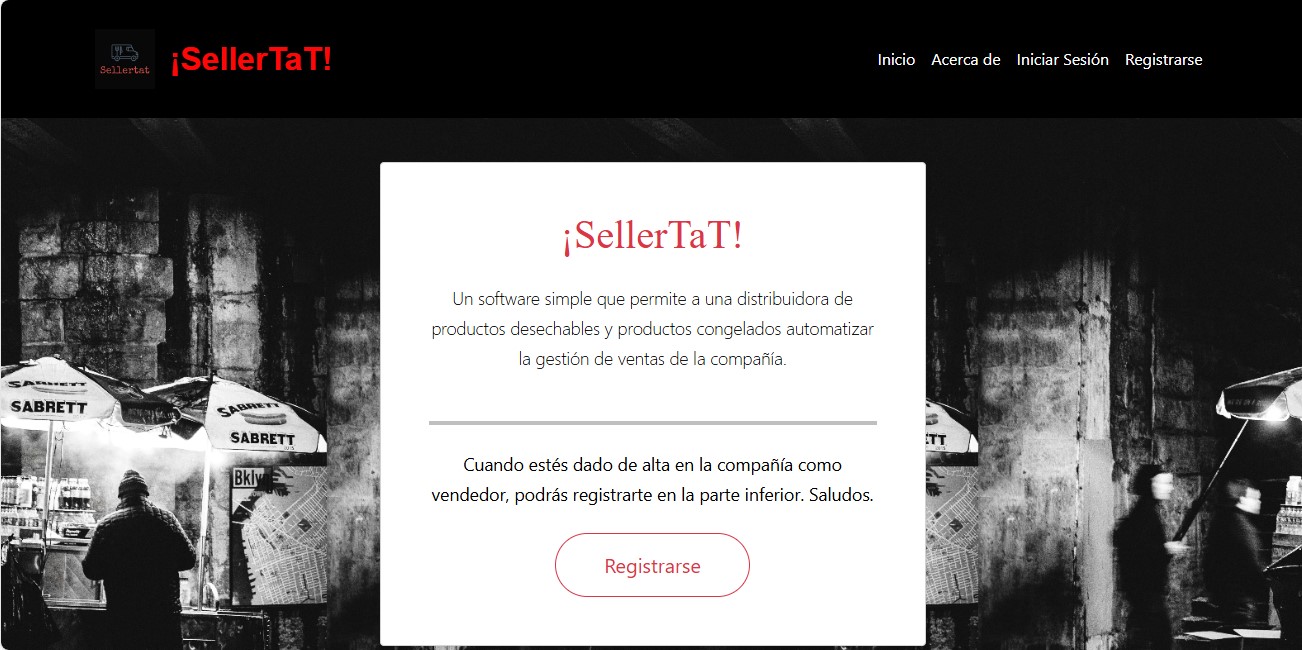 Sellertat
¡SellerTaT!
Inicio
Acerca de
Iniciar Sesión
Registrarse
¡SellerTaT!
Un software simple que permite a una distribuidora de
productos desechables y productos congelados automatizar
la gestión de ventas de la compañía.
Cuando estés dado de alta en la compañía como
vendedor, podrás registrarte en la parte inferior. Saludos.
Registrarse
SABRETT
SABRETT
SABRETT
SABRETT
Bkly